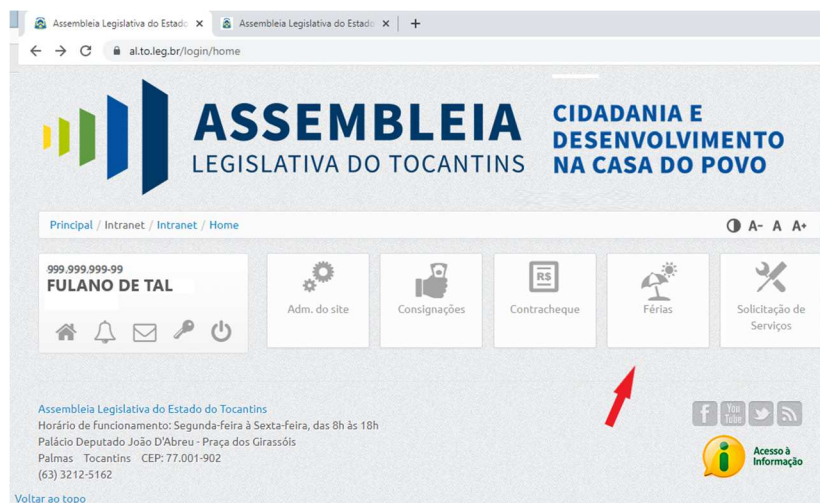 Assembleia Legislativa do Estado
Assembleia Legislativa do Estado
al.to.leg.br/login/home
ASSEMBLEIA
LEGISLATIVA DO TOCANTINS
CIDADANIA E
DESENVOLVIMENTO
NA CASA DO POVO
Principal / Intranet / Intranet / Home
A- A A+
999.999.999-99
FULANO DE TAL
Adm. do site
Consignações
R$
Contracheque
Férias
Solicitação de
Serviços
Assembleia Legislativa do Estado do Tocantins
Horário de funcionamento: Segunda-feira à Sexta-feira, das 8h às 18h
Palácio Deputado João D'Abreu - Praça dos Girassóis
Palmas Tocantins CEP: 77.001-902
(63) 3212-5162
You
Tube
Acesso à
Informação
Voltar ao topo